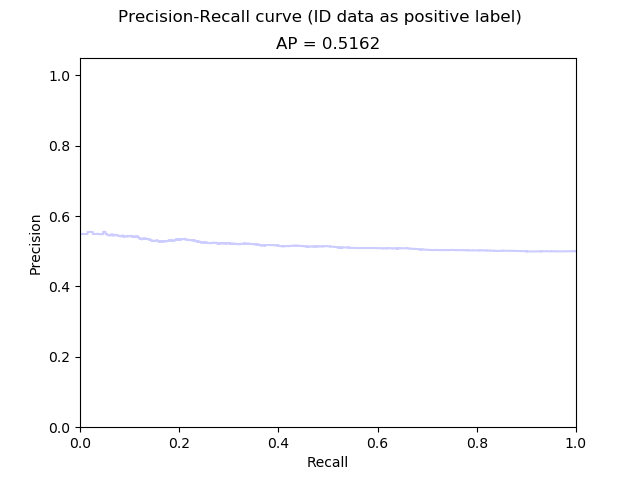 Precision-Recall curve (ID data as positive label)
AP = 0.5162
1.0
0.8
0.6
0.4
0.2
0.0
Precision
0.0 0.2 0.4 0.6 0.8 1.0
Recall